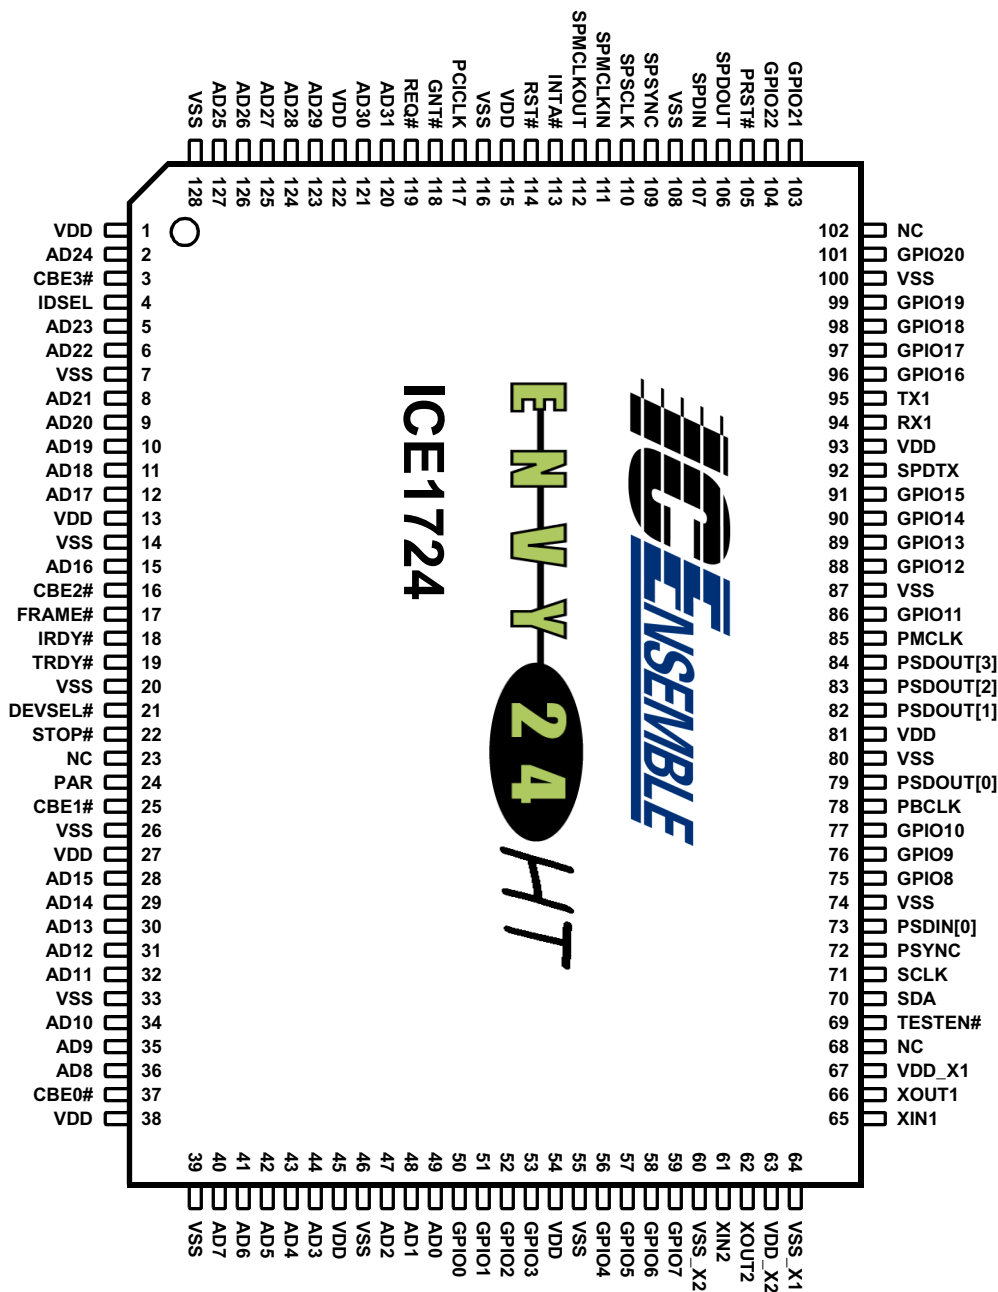 VSS AD25 AD26 AD27 AD28 AD29 VDD AD30 AD31 REQ# GNT# PCICLK VSS VDD RST# INTA# SPMCLKOUT SPMCLKIN SPSCLK SPSYNC VSS SPDIN SPDOUT PRST# GPIO22 GPIO21
128 127 126 125 124 123 122 121 120 119 118 117 116 115 114 113 112 111 110 109 108 107 106 105 104 103
VDD 1
AD24 2
CBE3# 3
IDSEL 4
AD23 5
AD22 6
VSS 7
AD21 8
AD20 9
AD19 10
AD18 11
AD17 12
VDD 13
VSS 14
AD16 15
CBE2# 16
FRAME# 17
IRDY# 18
TRDY# 19
VSS 20
DEVSEL# 21
STOP# 22
NC 23
PAR 24
CBE1# 25
VSS 26
VDD 27
AD15 28
AD14 29
AD13 30
AD12 31
AD11 32
VSS 33
AD10 34
AD9 35
AD8 36
CBE0# 37
VDD 38
ICENSEMBLE
ENVY24HT
ICE1724
102 NC
101 GPIO20
100 VSS
99 GPIO19
98 GPIO18
97 GPIO17
96 GPIO16
95 TX1
94 RX1
93 VDD
92 SPDTX
91 GPIO15
90 GPIO14
89 GPIO13
88 GPIO12
87 VSS
86 GPIO11
85 PMCLK
84 PSDOUT[3]
83 PSDOUT[2]
82 PSDOUT[1]
81 VDD
80 VSS
79 PSDOUT[0]
78 PBCLK
77 GPIO10
76 GPIO9
75 GPIO8
74 VSS
73 PSDIN[0]
72 PSYNC
71 SCLK
70 SDA
69 TESTEN#
68 NC
67 VDD_X1
66 XOUT1
65 XIN1
39 40 41 42 43 44 45 46 47 48 49 50 51 52 53 54 55 56 57 58 59 60 61 62 63 64
VSS AD7 AD6 AD5 AD4 AD3 VDD VSS AD2 AD1 AD0 GPIO0 GPIO1 GPIO2 GPIO3 VDD VSS GPIO4 GPIO5 GPIO6 GPIO7 VSS_X2 XIN2 XOUT2 VDD_X2 VSS_X1